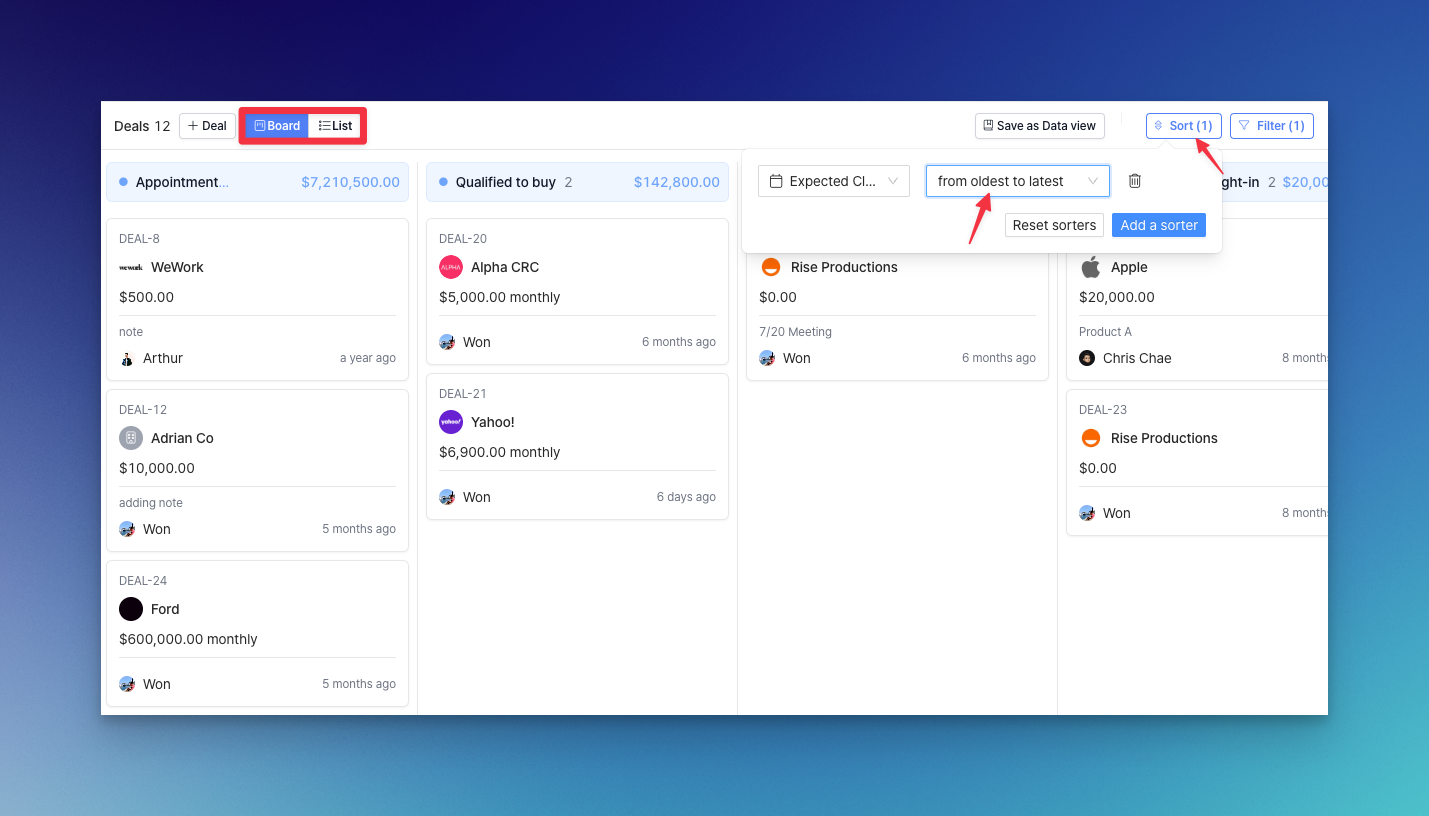 Deals 12
+ Deal
Board
List
Save as Data view
Sort (1)
Filter (1)
Expected Cl...
from oldest to latest
Reset sorters
Add a sorter
Appointment...
$7,210,500.00
DEAL-8
wework
WeWork
$500.00
note
Arthur
a year ago
DEAL-12
Adrian Co
$10,000.00
adding note
Won
5 months ago
DEAL-24
Ford
$600,000.00 monthly
Won
5 months ago
Qualified to buy 2
$142,800.00
DEAL-20
ALPHA
Alpha CRC
$5,000.00 monthly
Won
6 months ago
DEAL-21
yahoo!
Yahoo!
$6,900.00 monthly
Won
6 days ago
Rise Productions
$0.00
7/20 Meeting
Won
6 months ago
ght-in 2 $20,00
Apple
$20,000.00
Product A
Chris Chae
8 month
DEAL-23
Rise Productions
$0.00
Won
8 month